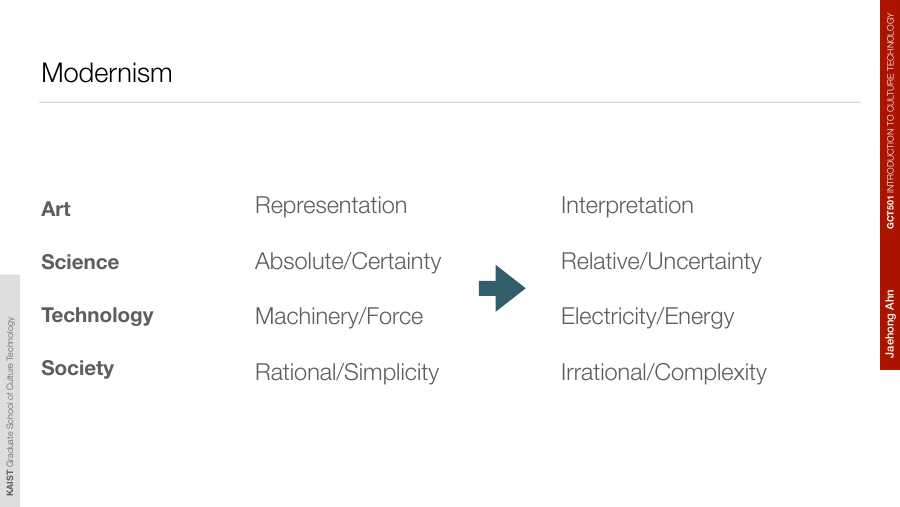 Modernism
Art Representation Interpretation
Science Absolute/Certainty Relative/Uncertainty
Technology Machinery/Force Electricity/Energy
Society Rational/Simplicity Irrational/Complexity
KAIST Graduate School of Culture Technology
GCT501 INTRODUCTION TO CULTURE TECHNOLOGY
Jaehong Ahn